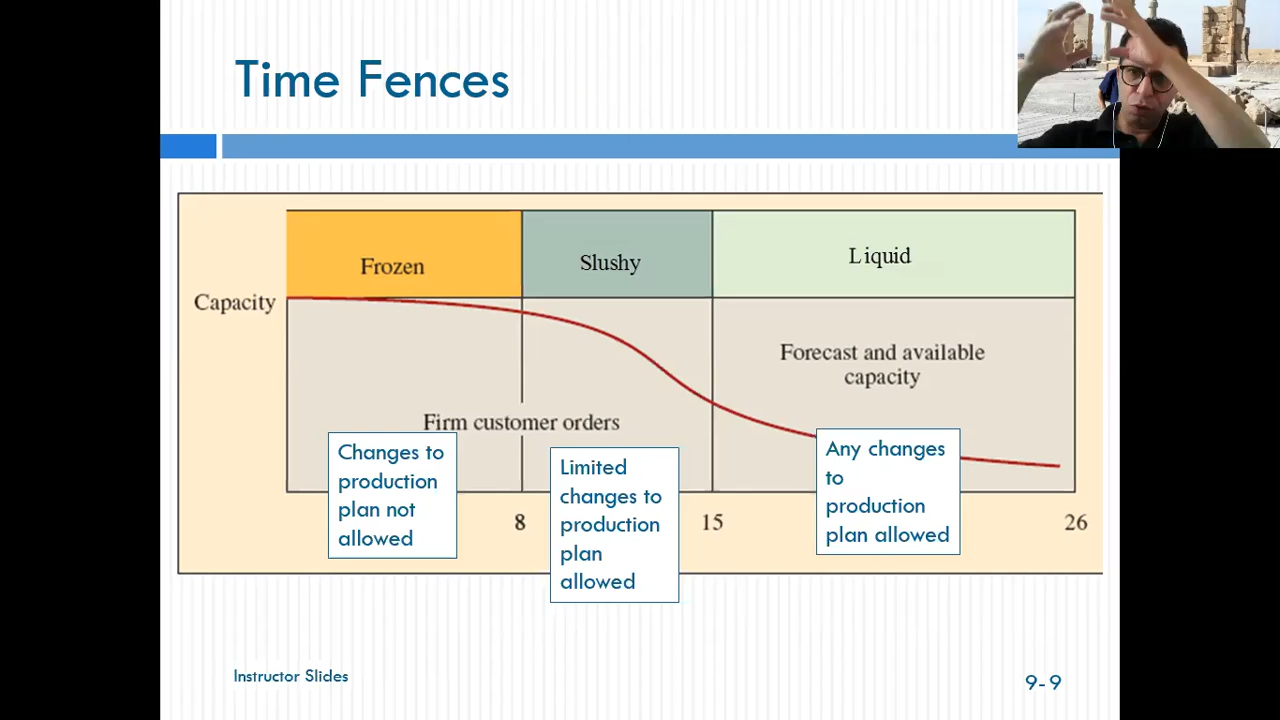 Time Fences
Frozen
Slushy
Liquid
Capacity
Forecast and available
capacity
Firm customer orders
Changes to
production
plan not
allowed
Limited
changes to
production
plan
allowed
Any changes
to
production
plan allowed
8
15
26
Instructor Slides
9-9